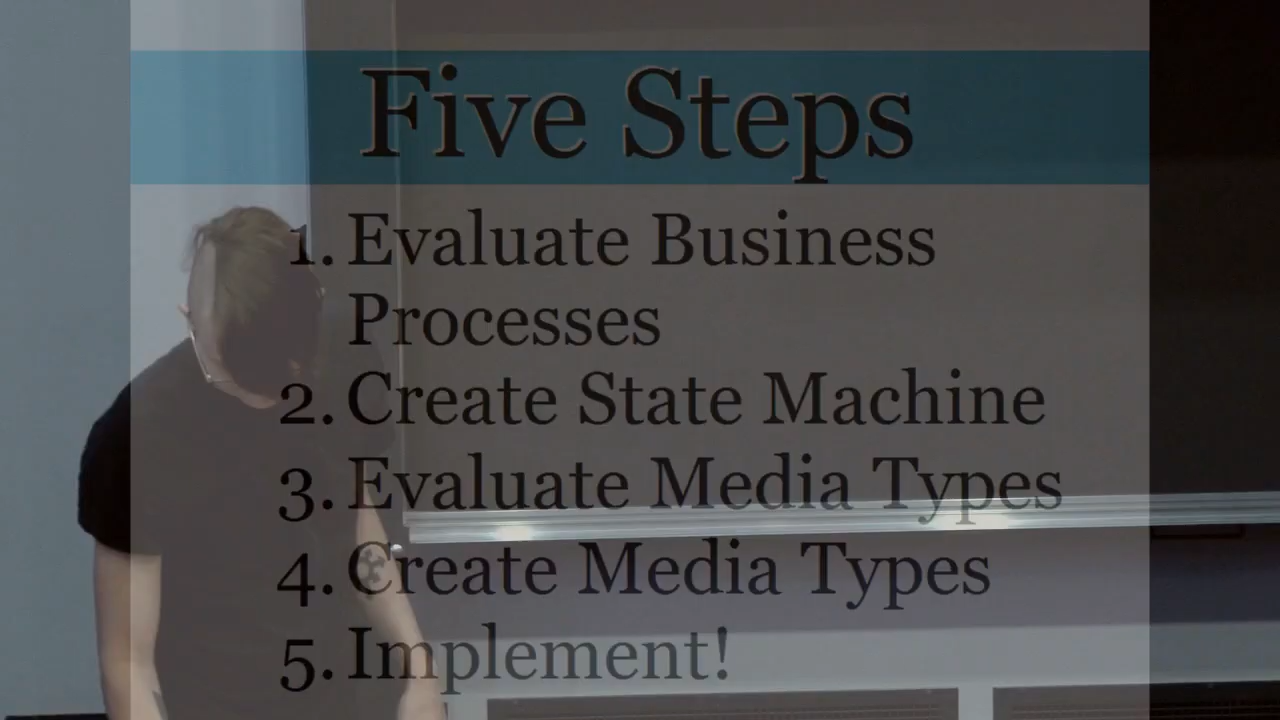 Five Steps
1. Evaluate Business
Processes
2. Create State Machine
3. Evaluate Media Types
4. Create Media Types
5. Implement!